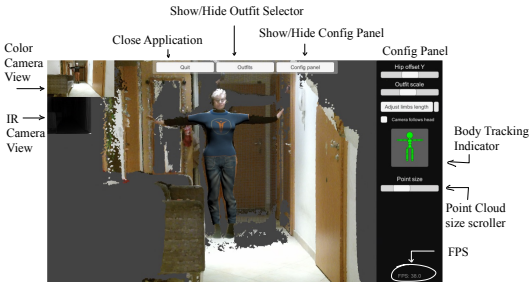 Show/Hide Outfit Selector
Close Application
Show/Hide Config Panel
Color
Camera
View
Config Panel
Quit
Outfits
Config panel
Hip offset Y
Outfit scale
Adjust limbs length
Camera follows head
IR
Camera
View
Body Tracking
Indicator
Point size
Point Cloud
size scroller
FPS
FPS: 36.0